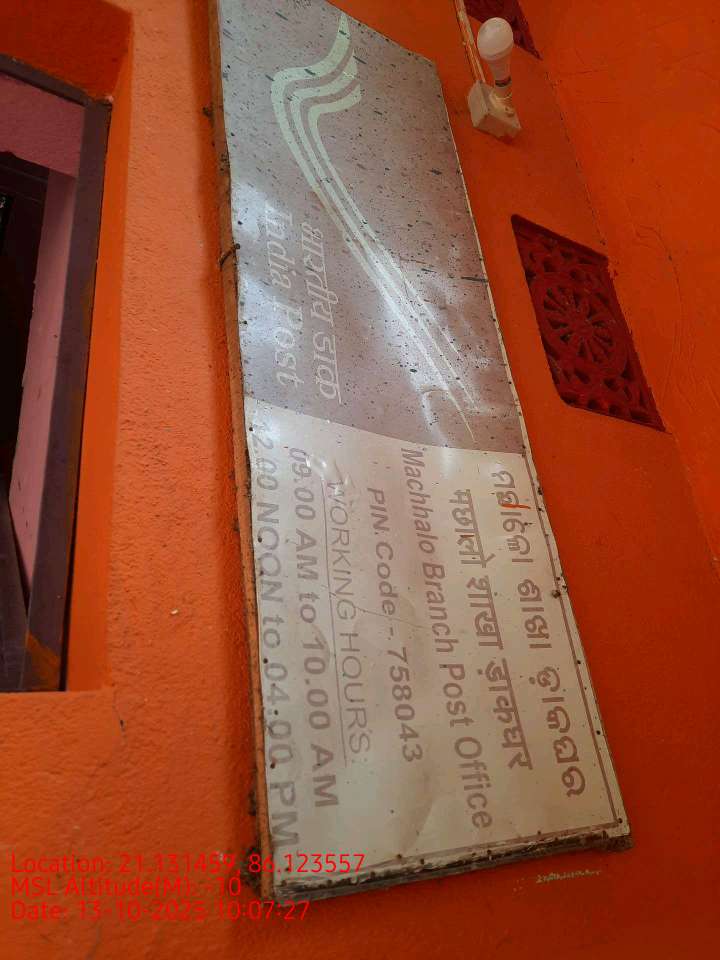 भारतीय डाक
India Post
ମଛାଳୋ ଶାଖା ଡାକଘର
मछालो शाखा ड़ाकघर
Machhalo Branch Post Office
PIN. Code - 758043
WORKING HOURS:
09.00 AM to 10.00 AM
2.00 NOON to 04.00 PM
Location: 21.131459, 86.123557
MSL Altitude(M): -10
Date: 13-10-2025 10:07:27